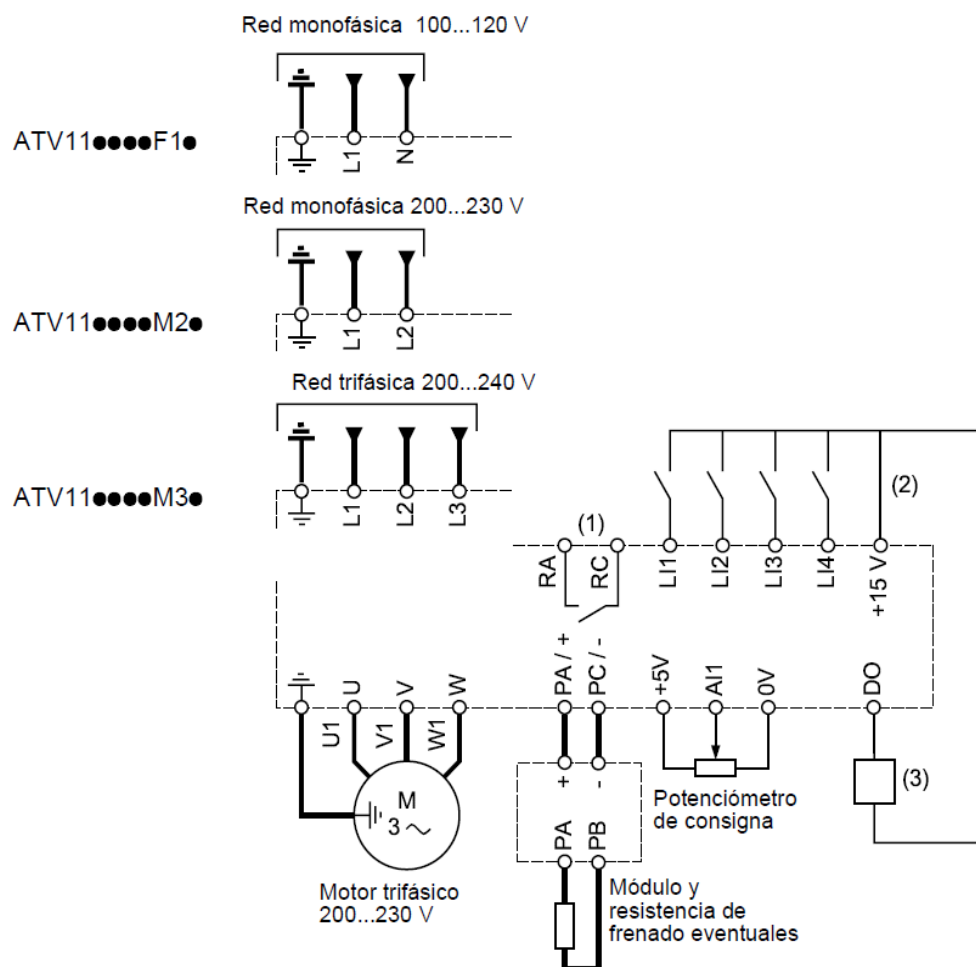 Red monofásica 100...120 V
ATV11●●●●F1●
L1
N
Red monofásica 200...230 V
ATV11●●●●M2●
L1
L2
Red trifásica 200...240 V
ATV11●●●●M3●
L1
L2
L3
(1)
(2)
RA
RC
LI1
LI2
LI3
LI4
+15 V
U
V
W
PA / +
PC / -
+5V
AI1
0V
DO
U1
V1
W1
M
3
+
-
(3)
Potenciómetro
de consigna
PA
PB
Motor trifásico
200...230 V
Módulo y
resistencia de
frenado eventuales